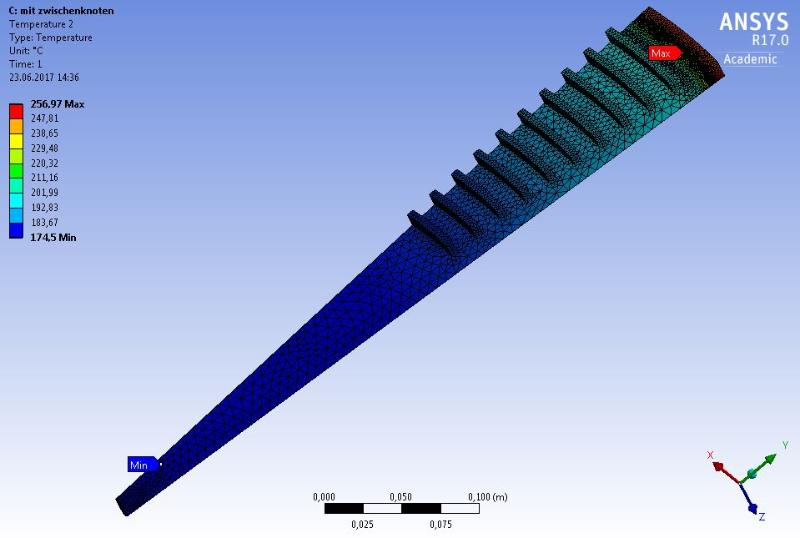 C: mit zwischenknoten
Temperature 2
Type: Temperature
Unit: °C
Time: 1
23.06.2017 14:36
256,97 Max
247,81
238,65
229,48
220,32
211,16
201,99
192,83
183,67
174,5 Min
ANSYS
R17.0
Academic
Max
Min
0,000 0,050 0,100 (m)
0,025 0,075
X Y
Z